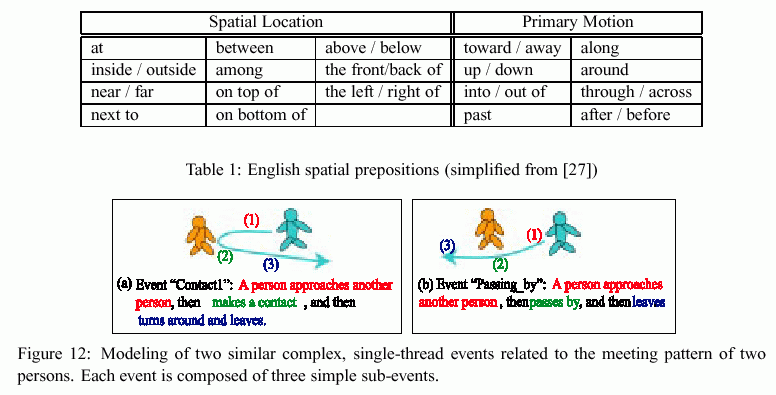 Spatial Location Primary Motion
at between above / below toward / away along
inside / outside among the front/back of up / down around
near / far on top of the left / right of into / out of through / across
next to on bottom of past after / before
Table 1: English spatial prepositions (simplified from [27])
(1)
(2)
(3)
(a) Event “Contact1”: A person approaches another
person, then makes a contact , and then
turns around and leaves.
(1)
(3)
(2)
(b) Event “Passing_by”: A person approaches
another person , then passes by, and then leaves
Figure 12: Modeling of two similar complex, single-thread events related to the meeting pattern of two
persons. Each event is composed of three simple sub-events.